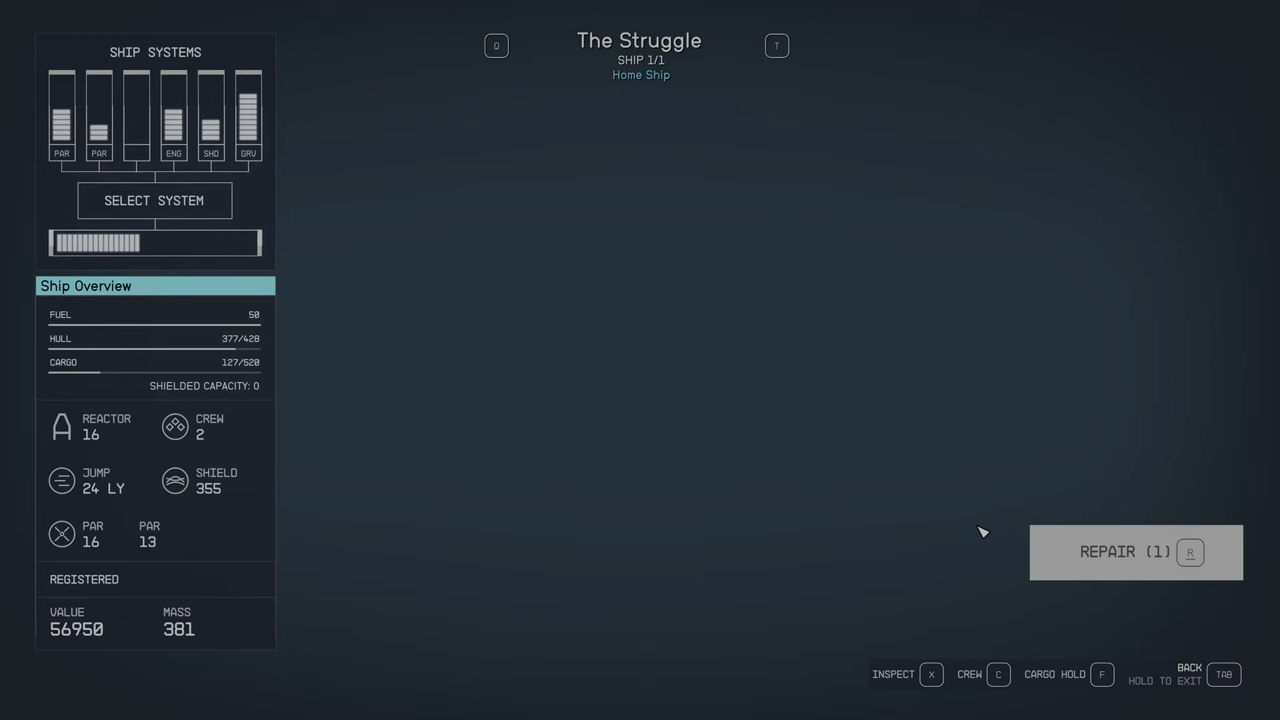 SHIP SYSTEMS
PAR PAR ENG SHD GRV
SELECT SYSTEM
Q The Struggle T
SHIP 1/1
Home Ship
Ship Overview
FUEL 50
HULL 377/428
CARGO 127/520
SHIELDED CAPACITY: 0
REACTOR CREW
16 2
JUMP SHIELD
24 LY 355
PAR PAR
16 13
REGISTERED
VALUE MASS
56950 381
REPAIR (1) R
INSPECT X CREW C CARGO HOLD F BACK TAB
HOLD TO EXIT